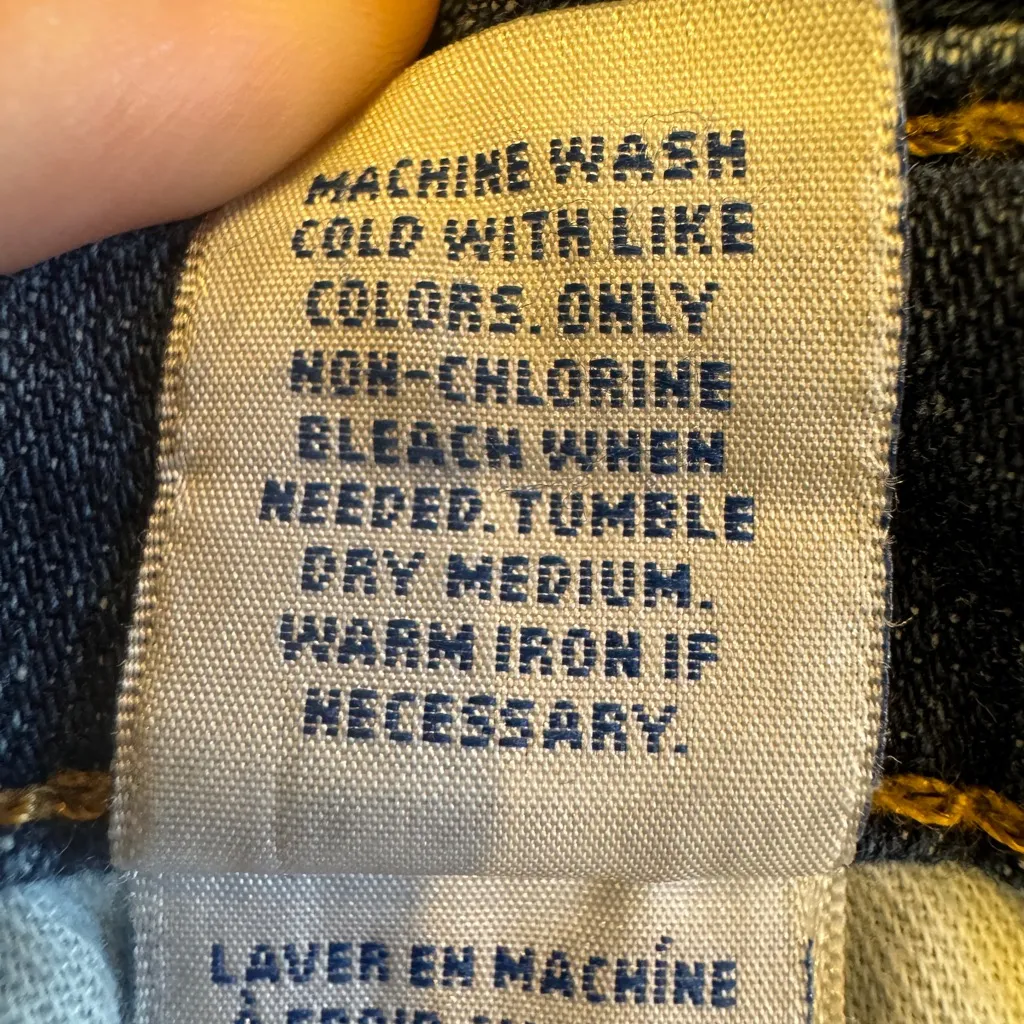 MACHINE WASH
COLD WITH LIKE
COLORS. ONLY
NON-CHLORINE
BLEACH WHEN
NEEDED. TUMBLE
DRY MEDIUM.
WARM IRON IF
NECESSARY.
LAVER EN MACHINE
À FROID